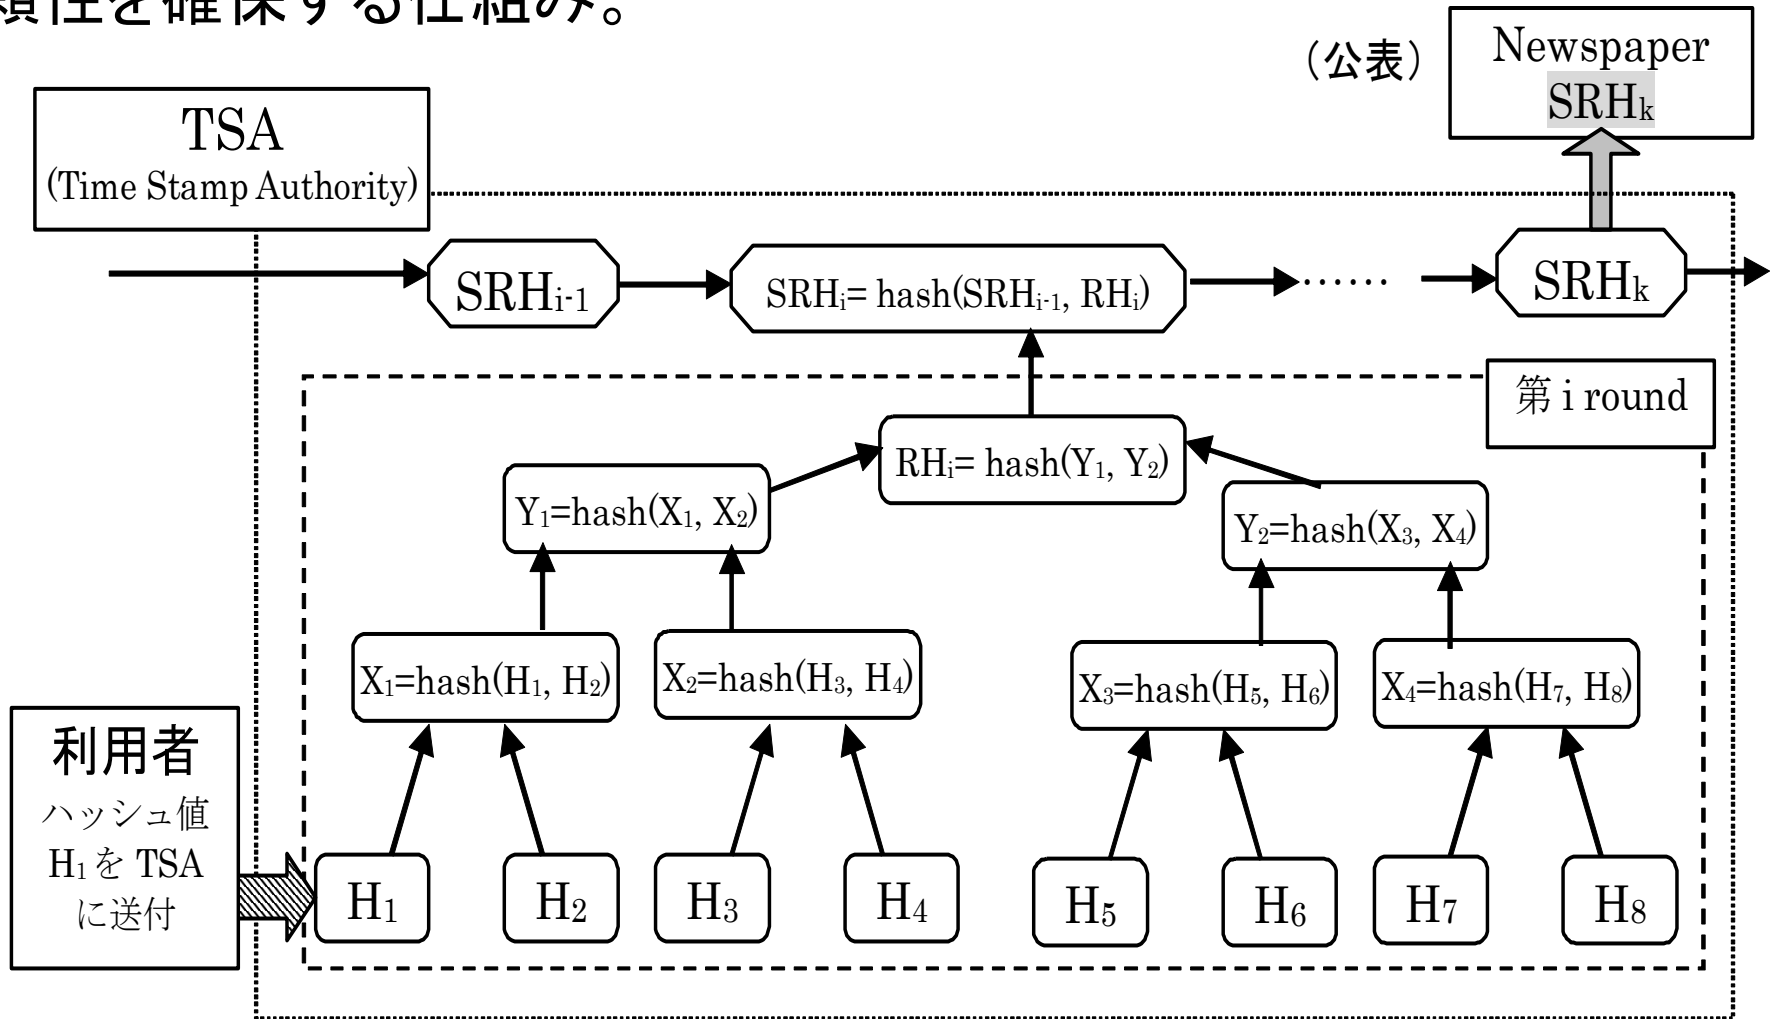 頼性を確保する仕組み。
（公表）
Newspaper
SRHk
TSA
(Time Stamp Authority)
SRHi-1
SRHi= hash(SRHi-1, RHi)
······
SRHk
第 i round
RHi= hash(Y1, Y2)
Y1=hash(X1, X2)
Y2=hash(X3, X4)
X1=hash(H1, H2)
X2=hash(H3, H4)
X3=hash(H5, H6)
X4=hash(H7, H8)
利用者
ハッシュ値
H1を TSA
に送付
H1
H2
H3
H4
H5
H6
H7
H8